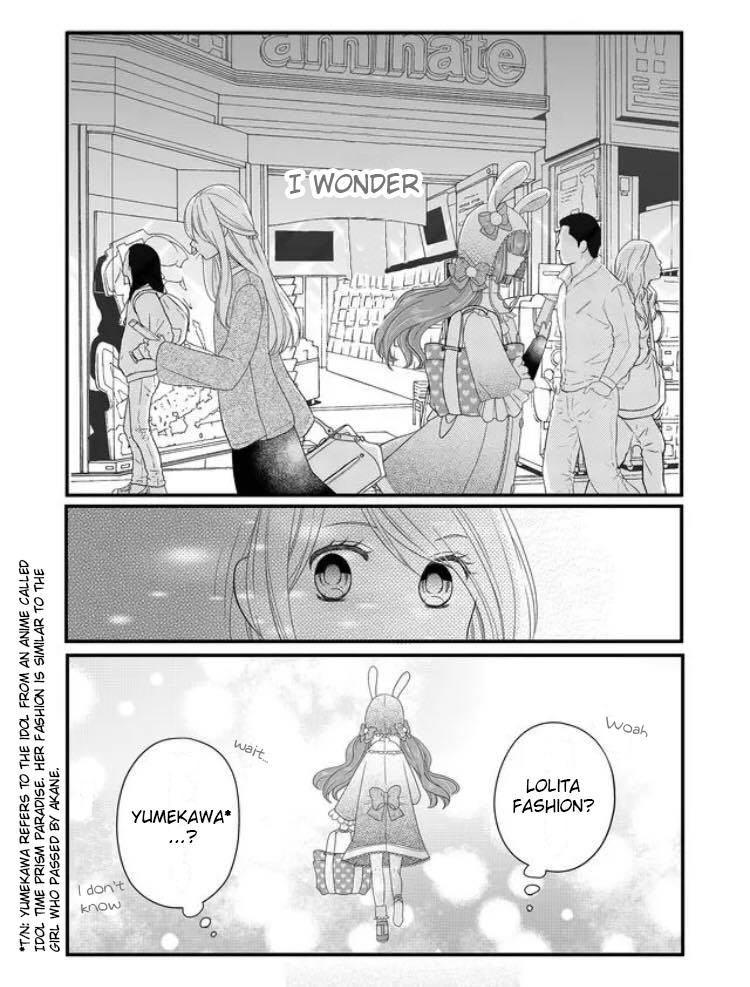 animate
I WONDER
Woah
LOLITA
FASHION?
wait...
YUMEKAWA*
...?
I don't
know
*T/N: YUMEKAWA REFERS TO THE IDOL FROM AN ANIME CALLED
IDOL TIME PRISM PARADISE. HER FASHION IS SIMILAR TO THE
GIRL WHO PASSED BY AKANE.